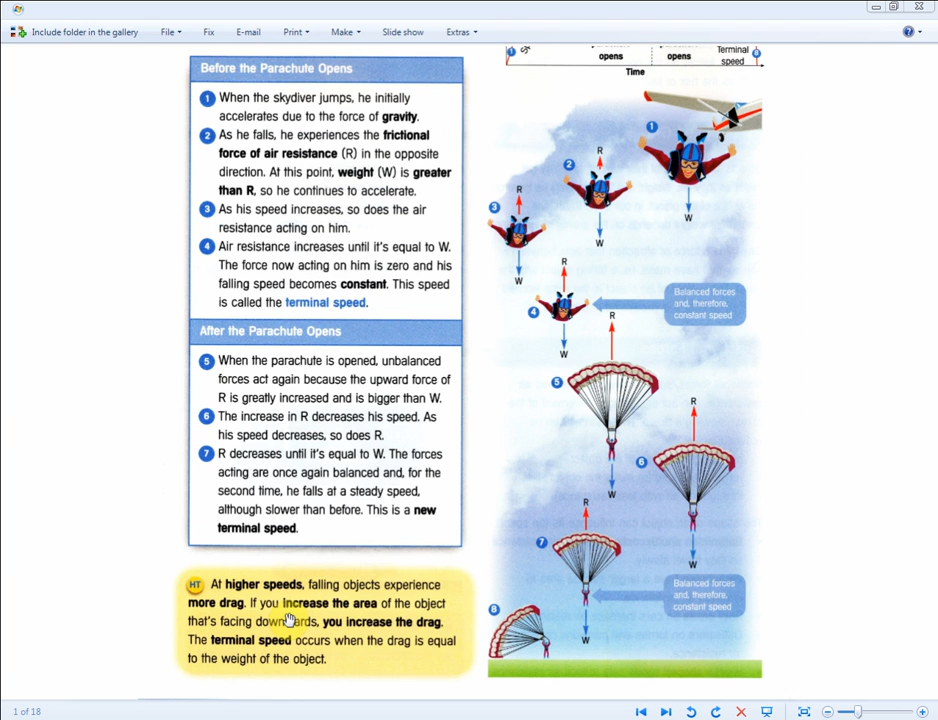 Include folder in the gallery
File
Fix
E-mail
Print
Make
Slide show
Extras
Before the Parachute Opens
1 When the skydiver jumps, he initially
accelerates due to the force of gravity.
2 As he falls, he experiences the frictional
force of air resistance (R) in the opposite
direction. At this point, weight (W) is greater
than R, so he continues to accelerate.
3 As his speed increases, so does the air
resistance acting on him.
4 Air resistance increases until it's equal to W.
The force now acting on him is zero and his
falling speed becomes constant. This speed
is called the terminal speed.
After the Parachute Opens
5 When the parachute is opened, unbalanced
forces act again because the upward force of
R is greatly increased and is bigger than W.
6 The increase in R decreases his speed. As
his speed decreases, so does R.
7 R decreases until it's equal to W. The forces
acting are once again balanced and, for the
second time, he falls at a steady speed,
although slower than before. This is a new
terminal speed.
HT At higher speeds, falling objects experience
more drag. If you increase the area of the object
that's facing downwards, you increase the drag.
The terminal speed occurs when the drag is equal
to the weight of the object.
opens
opens
Terminal
speed
Time
1
W
2
R
W
3
R
W
4
R
W
Balanced forces
and, therefore,
constant speed
5
R
W
6
R
W
7
R
W
Balanced forces
and, therefore,
constant speed
8
1 of 18